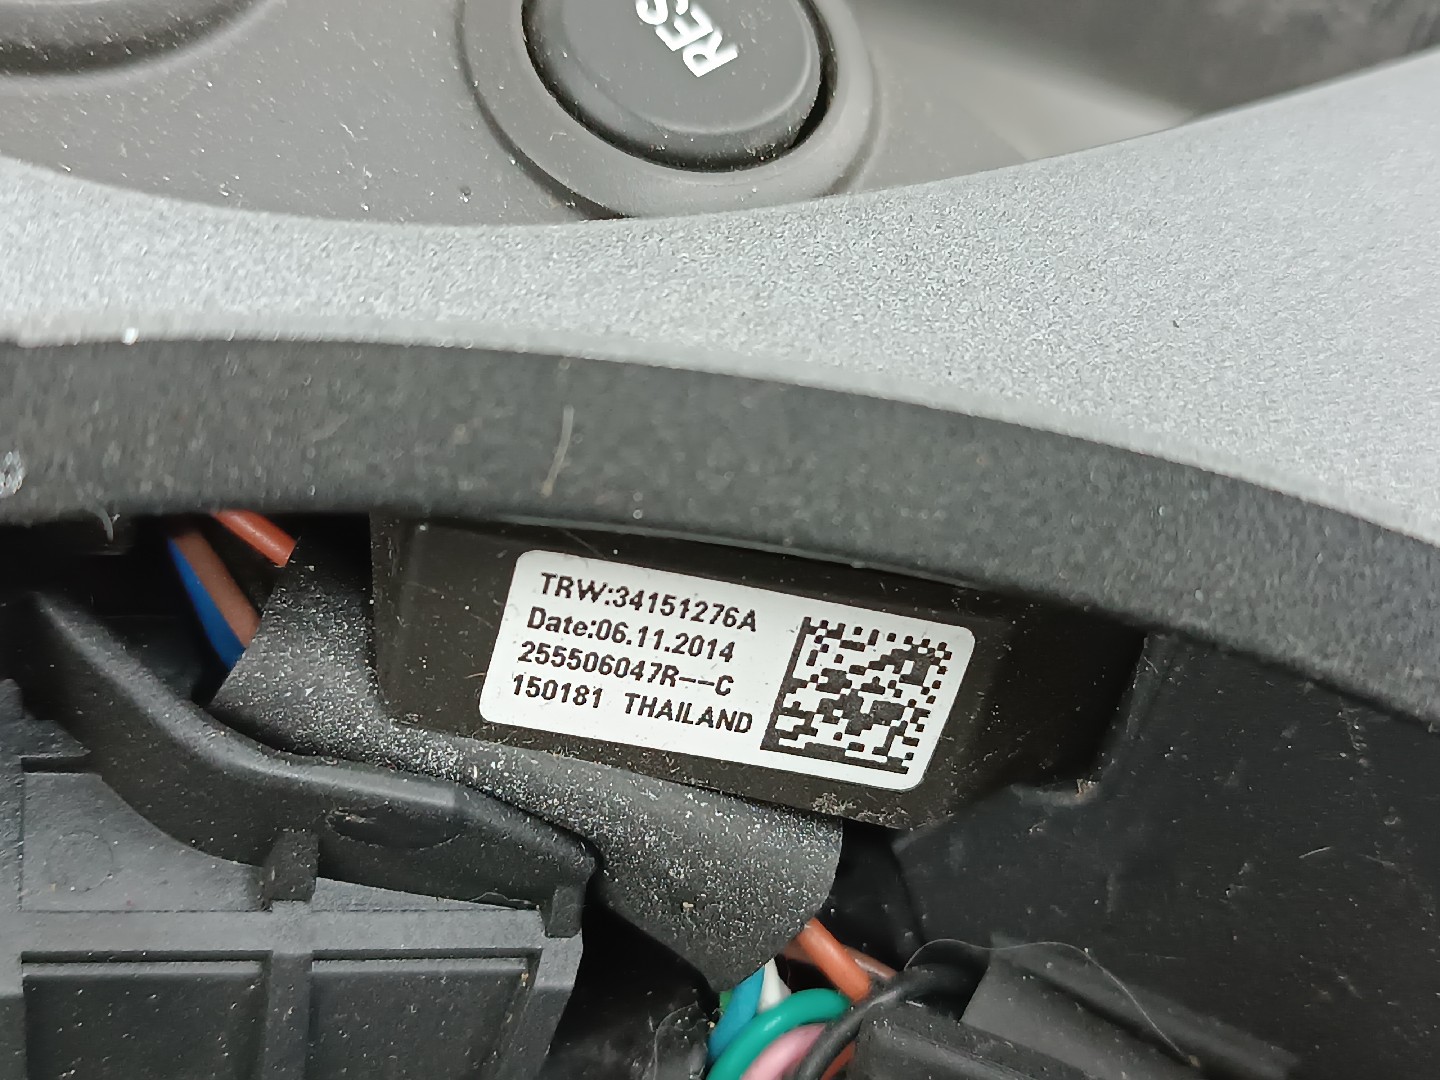 RES
TRW:34151276A
Date:06.11.2014
255506047R--C
150181 THAILAND